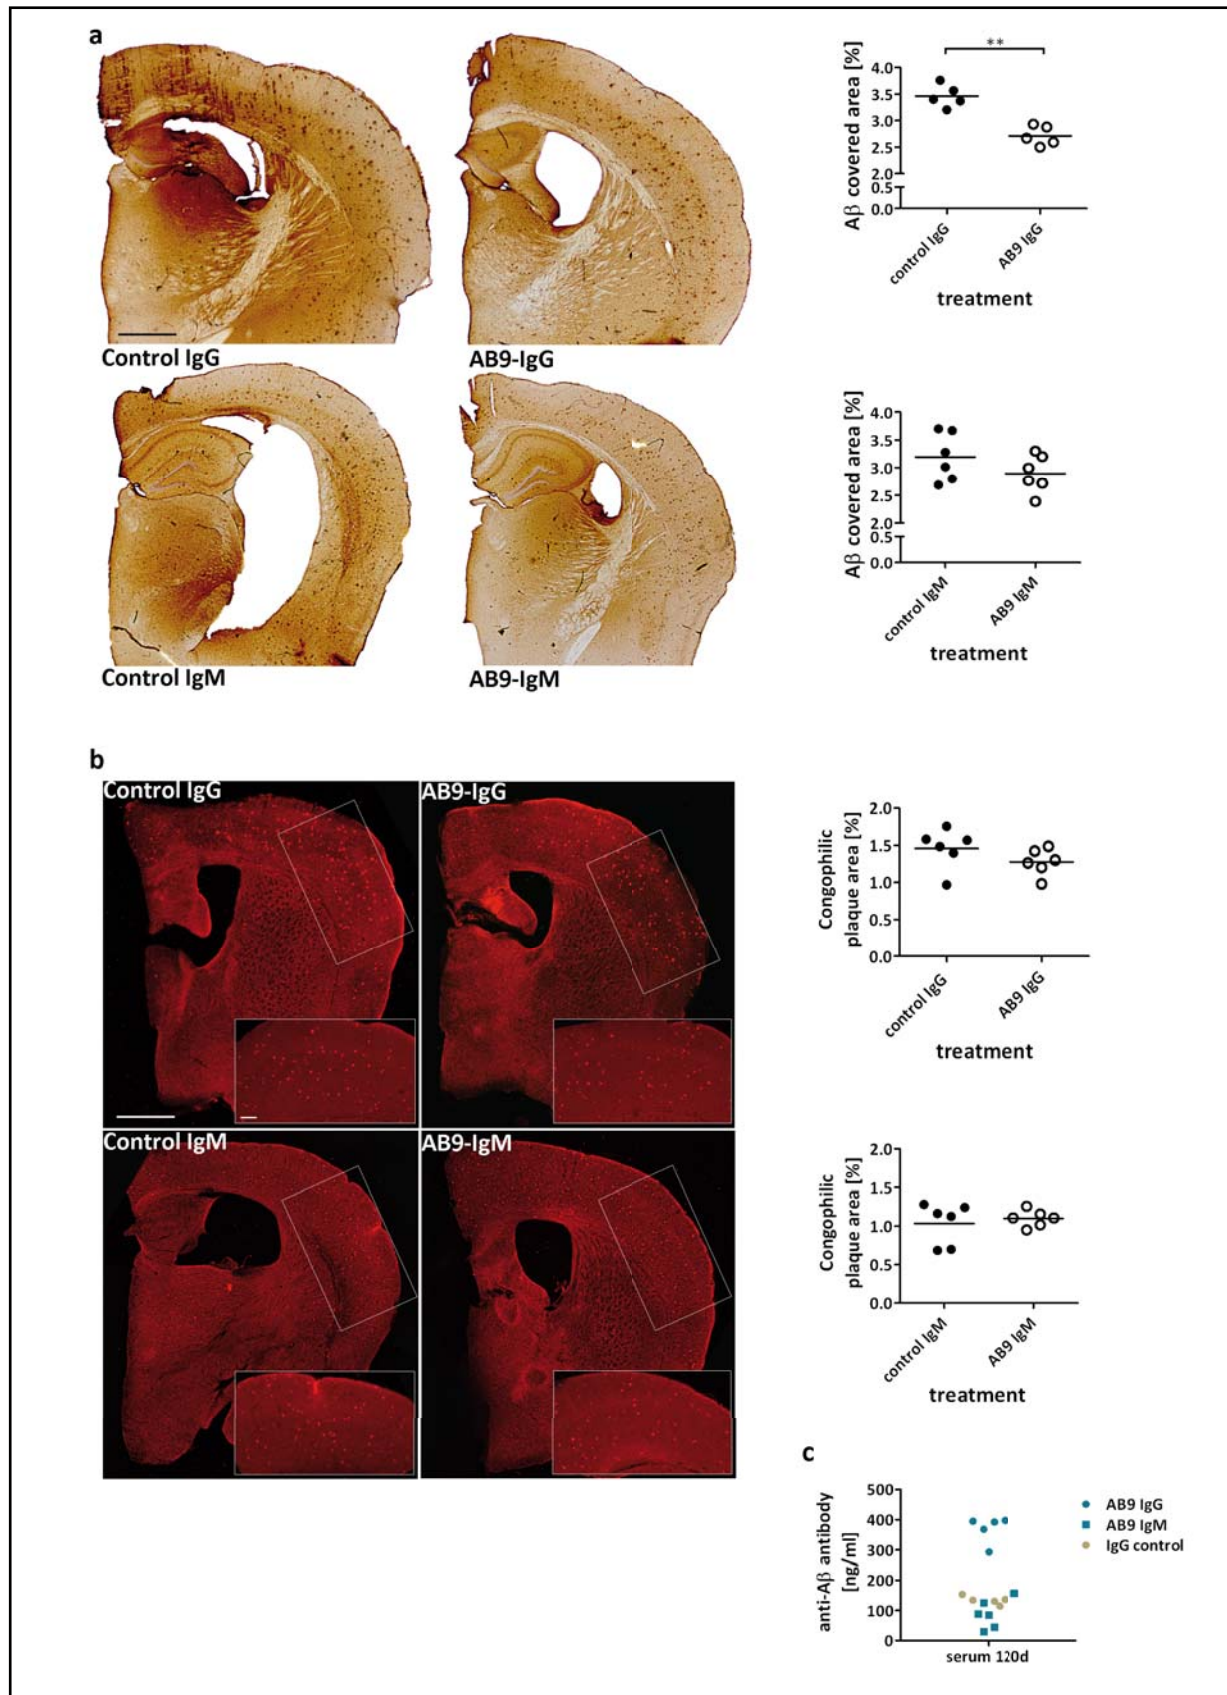 a
**
Aβ covered area [%]
4.0
3.5
3.0
2.5
2.0
0.5
0.0
control IgG
AB9 IgG
treatment
Control IgG
AB9-IgG
Aβ covered area [%]
4.0
3.5
3.0
2.5
2.0
0.5
0.0
control IgM
AB9 IgM
treatment
Control IgM
AB9-IgM
b
Control IgG
AB9-IgG
Congophilic
plaque area [%]
2.0
1.5
1.0
0.5
0.0
control IgG
AB9 IgG
treatment
Control IgM
AB9-IgM
Congophilic
plaque area [%]
2.0
1.5
1.0
0.5
0.0
control IgM
AB9 IgM
treatment
c
anti-Aβ antibody
[ng/ml]
500
400
300
200
100
0
serum 120d
AB9 IgG
AB9 IgM
IgG control